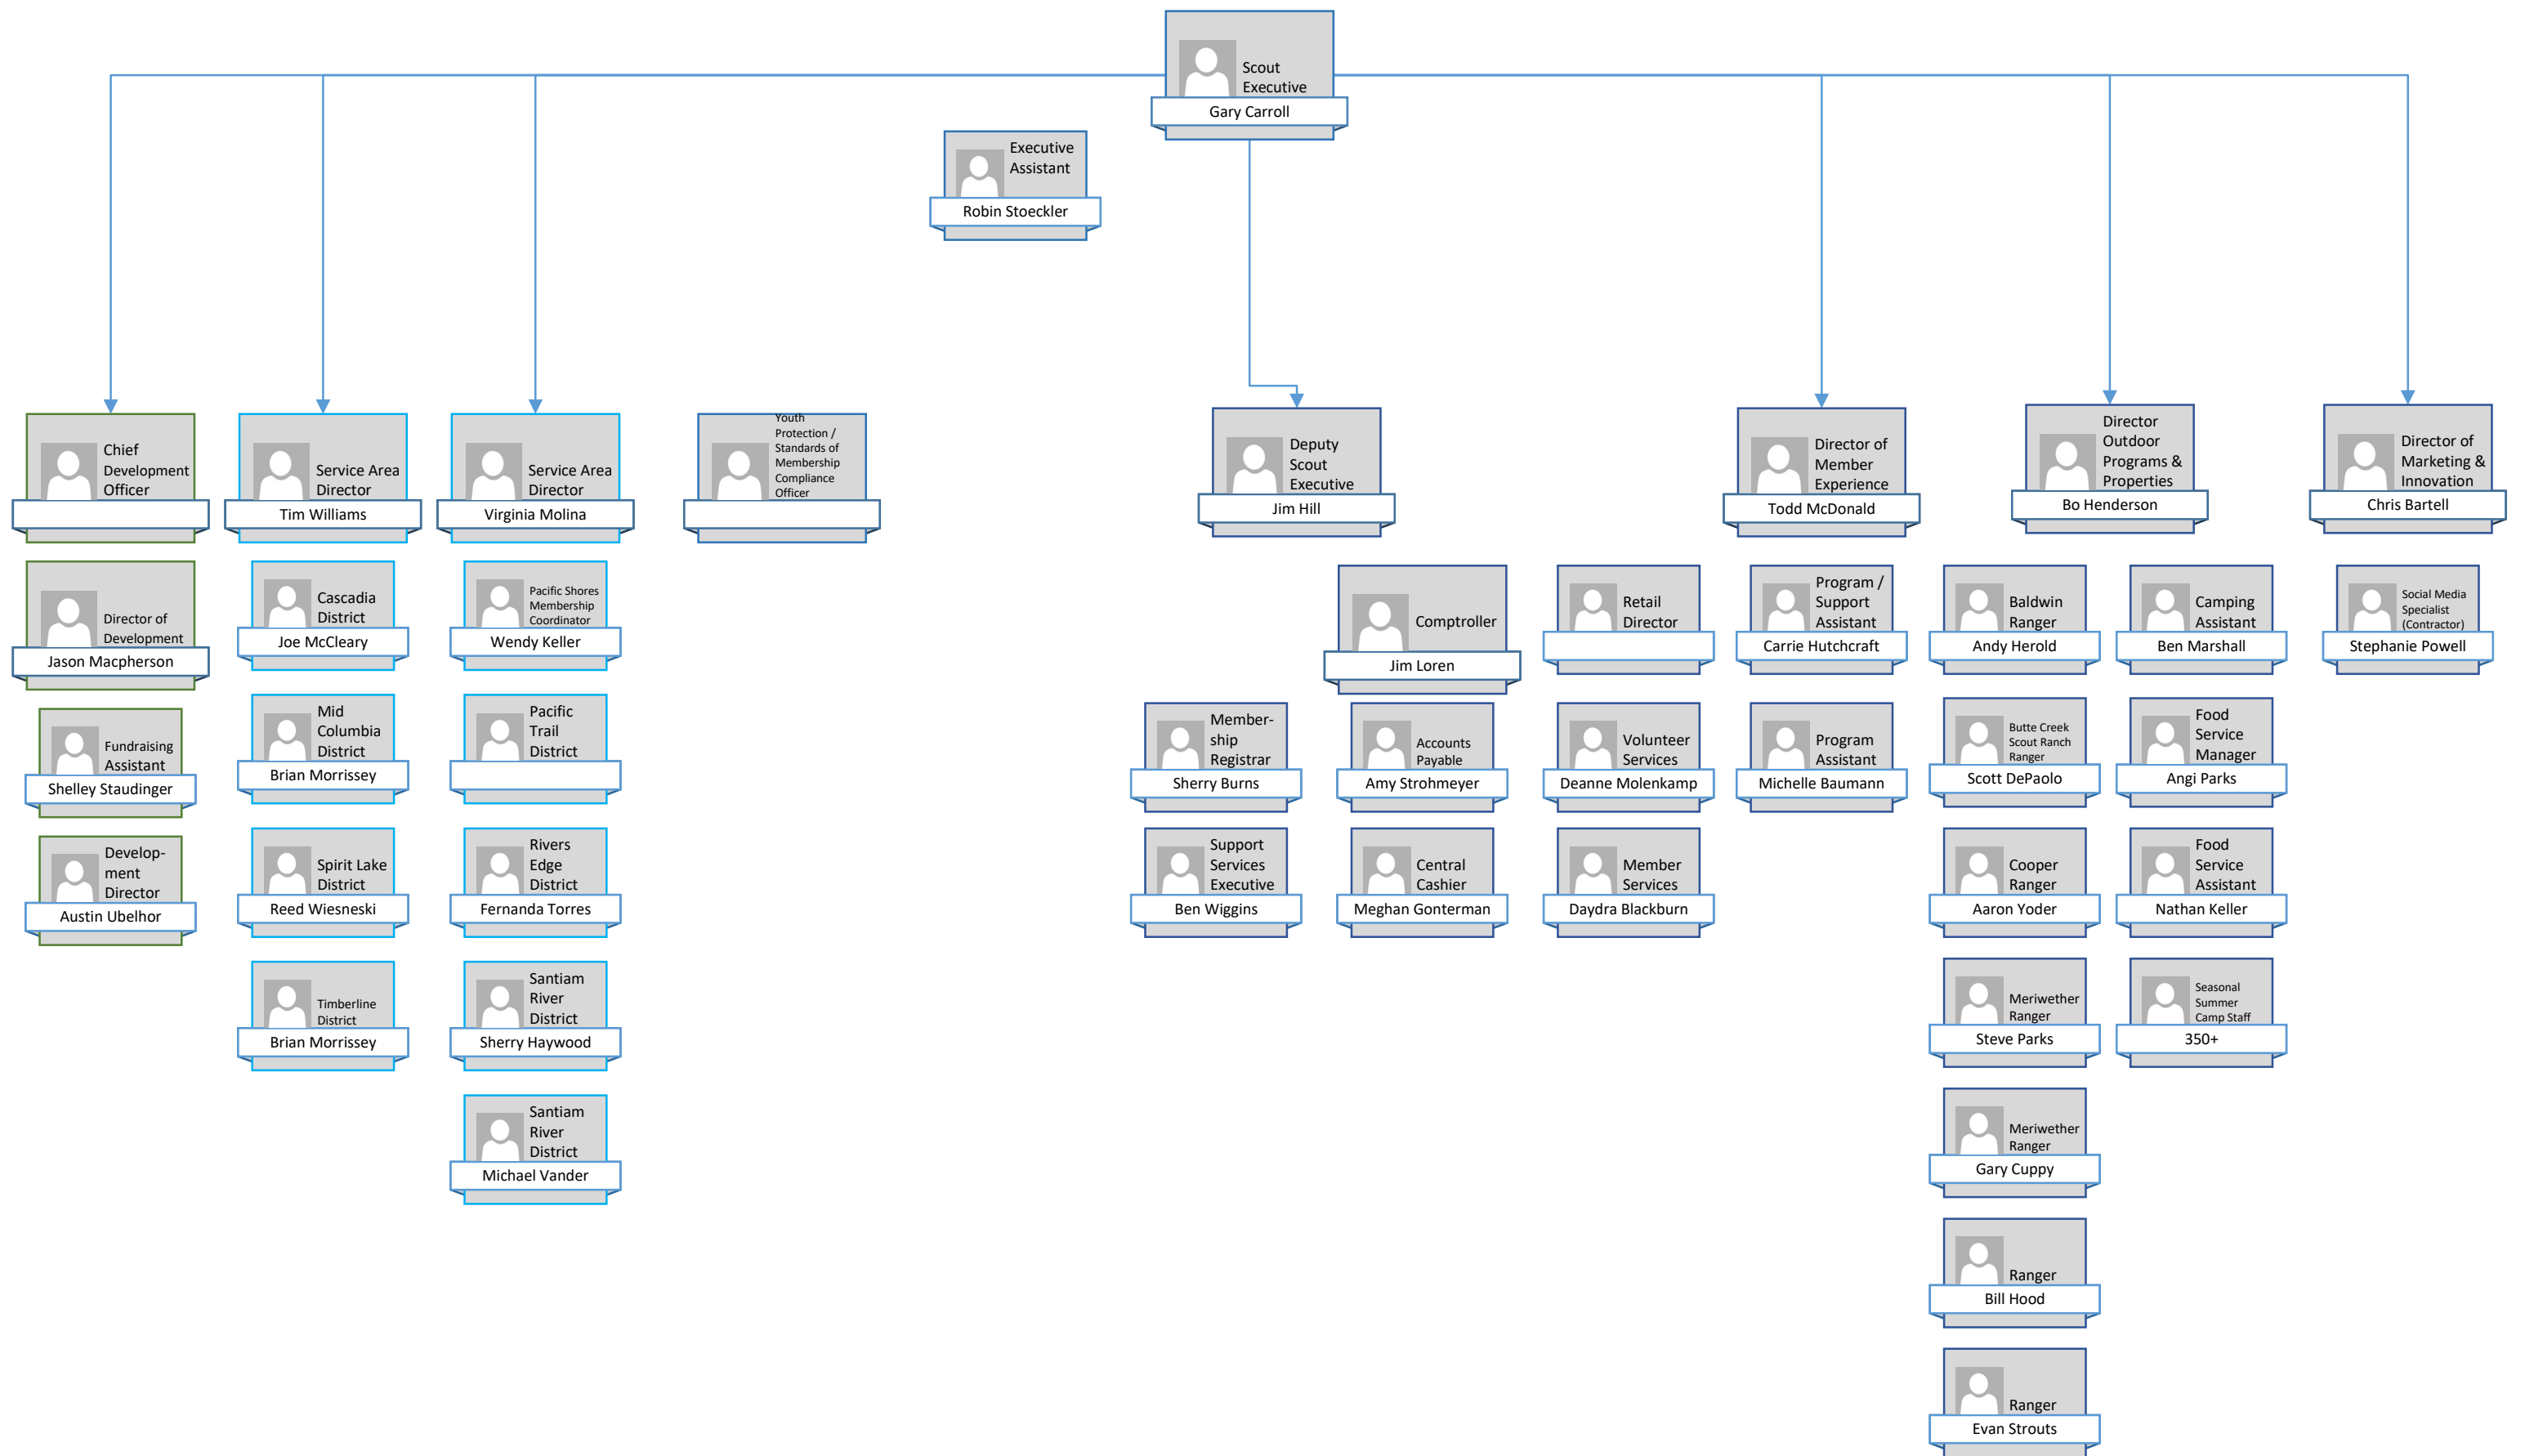 Scout
Executive
Gary Carroll
Executive
Assistant
Robin Stoeckler
Chief
Development
Officer
Service Area
Director
Tim Williams
Service Area
Director
Virginia Molina
Youth
Protection /
Standards of
Membership
Compliance
Officer
Deputy
Scout
Executive
Jim Hill
Director of
Member
Experience
Todd McDonald
Director
Outdoor
Programs &
Properties
Bo Henderson
Director of
Marketing &
Innovation
Chris Bartell
Director of
Development
Jason Macpherson
Cascadia
District
Joe McCleary
Pacific Shores
Membership
Coordinator
Wendy Keller
Comptroller
Jim Loren
Retail
Director
Program /
Support
Assistant
Carrie Hutchcraft
Baldwin
Ranger
Andy Herold
Camping
Assistant
Ben Marshall
Social Media
Specialist
(Contractor)
Stephanie Powell
Fundraising
Assistant
Shelley Staudinger
Mid
Columbia
District
Brian Morrissey
Pacific
Trail
District
Member-
ship
Registrar
Sherry Burns
Accounts
Payable
Amy Strohmeyer
Volunteer
Services
Deanne Molenkamp
Program
Assistant
Michelle Baumann
Butte Creek
Scout Ranch
Ranger
Scott DePaolo
Food
Service
Manager
Angi Parks
Develop-
ment
Director
Austin Ubelhor
Spirit Lake
District
Reed Wiesneski
Rivers
Edge
District
Fernanda Torres
Support
Services
Executive
Ben Wiggins
Central
Cashier
Meghan Gonterman
Member
Services
Daydra Blackburn
Cooper
Ranger
Aaron Yoder
Food
Service
Assistant
Nathan Keller
Timberline
District
Brian Morrissey
Santiam
River
District
Sherry Haywood
Meriwether
Ranger
Steve Parks
Seasonal
Summer
Camp Staff
350+
Santiam
River
District
Michael Vander
Meriwether
Ranger
Gary Cuppy
Ranger
Bill Hood
Ranger
Evan Strouts